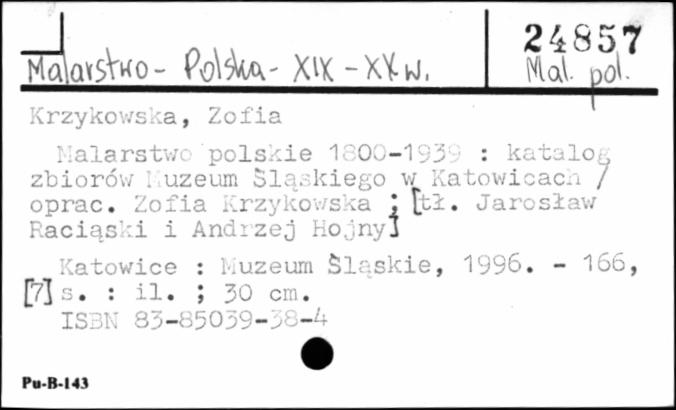 24857
Malarstwo - Polska - XIX - XX w.
Mal. pol.
Krzykowska, Zofia
Malarstwo polskie 1800-1939 : katalog
zbiorów Muzeum Śląskiego w Katowicach /
oprac. Zofia Krzykowska ; [tł. Jarosław
Raciąski i Andrzej Hojny]
Katowice : Muzeum Śląskie, 1996. - 166,
[7] s. : il. ; 30 cm.
ISBN 83-85039-38-4
Pu-B-143